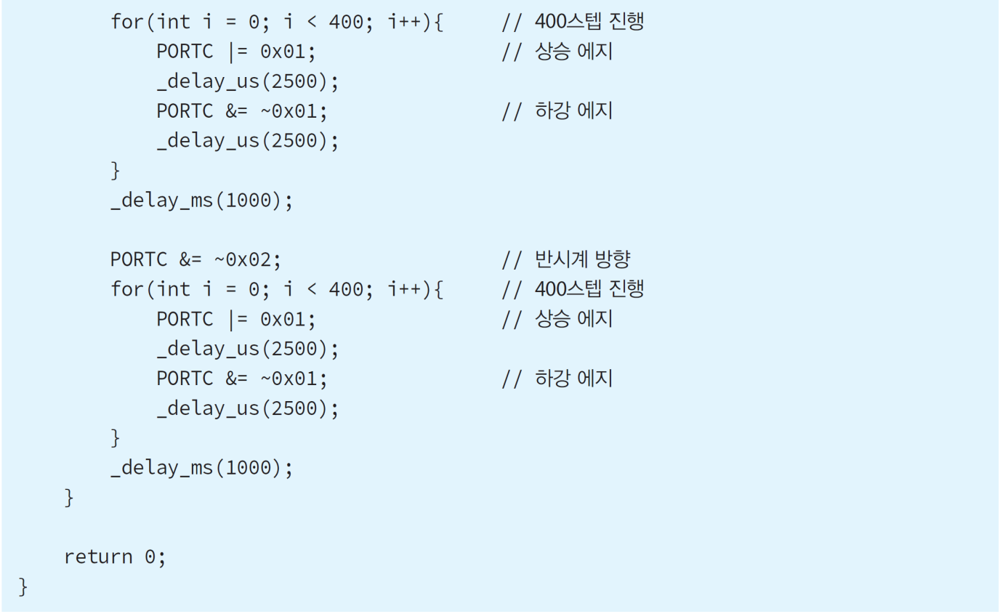 for(int i = 0; i < 400; i++){ // 400스텝 진행
PORTC |= 0x01; // 상승 에지
_delay_us(2500);
PORTC &= ~0x01; // 하강 에지
_delay_us(2500);
}
_delay_ms(1000);
PORTC &= ~0x02; // 반시계 방향
for(int i = 0; i < 400; i++){ // 400스텝 진행
PORTC |= 0x01; // 상승 에지
_delay_us(2500);
PORTC &= ~0x01; // 하강 에지
_delay_us(2500);
}
_delay_ms(1000);
}
return 0;
}